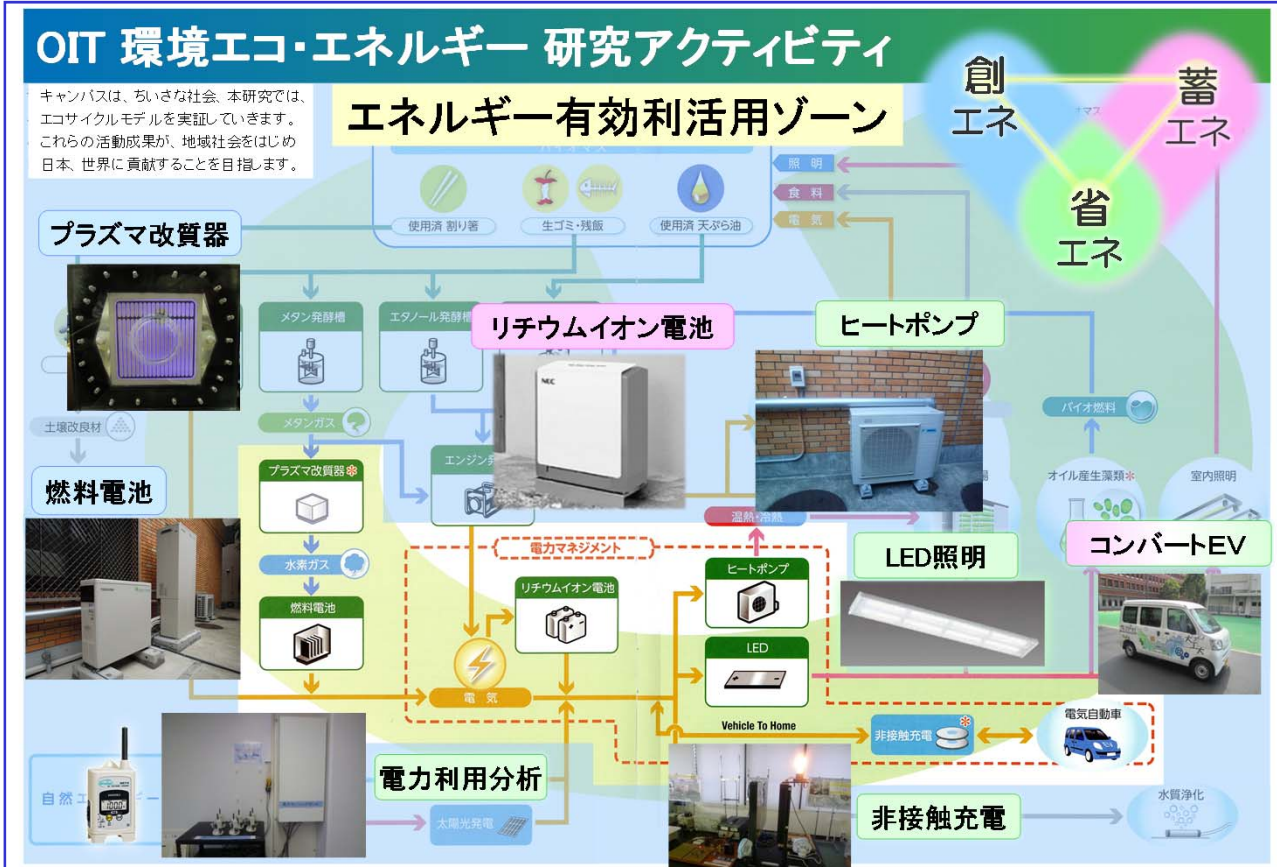 OIT 環境エコ・エネルギー 研究アクティビティ
キャンパスは、ちいさな社会、本研究では、
エコサイクルモデルを実証していきます。
これらの活動成果が、地域社会をはじめ
日本、世界に貢献することを目指します。
エネルギー有効利活用ゾーン
創
エネ
蓄
エネ
省
エネ
バイオマス
照明
食料
電気
使用済 割り箸
生ゴミ・残飯
使用済 天ぷら油
プラズマ改質器
メタン発酵槽
エタノール発酵槽
リチウムイオン電池
NEC
ヒートポンプ
土壌改良材
メタンガス
バイオ燃料
プラズマ改質器*
エンジン
オイル産生藻類*
室内照明
燃料電池
水素ガス
燃料電池
電力マネジメント
リチウムイオン電池
温熱・冷熱
ヒートポンプ
LED照明
コンバートEV
LED
電気
Vehicle To Home
非接触充電
*
電気自動車
自然エ
電力利用分析
太陽光発電
非接触充電
水質浄化